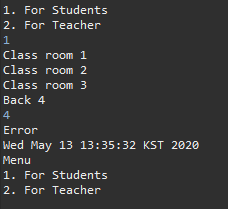 1. For Students
2. For Teacher
1
Class room 1
Class room 2
Class room 3
Back 4
4
Error
Wed May 13 13:35:32 KST 2020
Menu
1. For Students
2. For Teacher